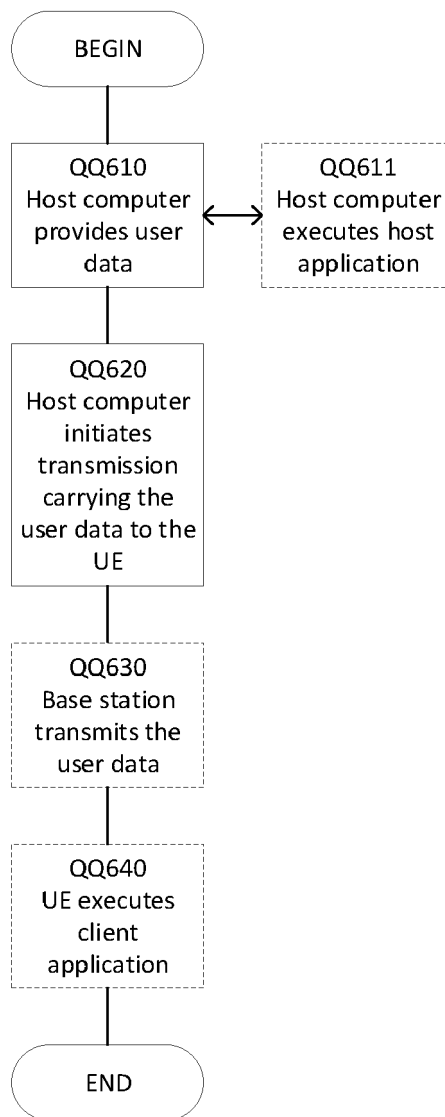 BEGIN
QQ610
Host computer
provides user
data
QQ611
Host computer
executes host
application
QQ620
Host computer
initiates
transmission
carrying the
user data to the
UE
QQ630
Base station
transmits the
user data
QQ640
UE executes
client
application
END